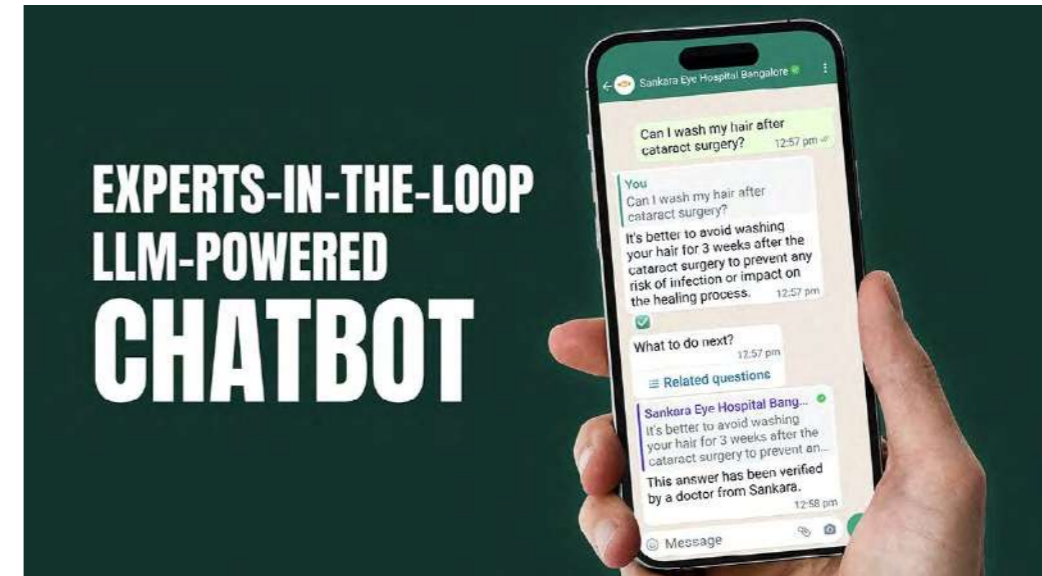 EXPERTS-IN-THE-LOOP
LLM-POWERED
CHATBOT
Sankara Eye Hospital Bangalore
Can I wash my hair after
cataract surgery?
12:57 pm
You
Can I wash my hair after
cataract surgery?
It's better to avoid washing
your hair for 3 weeks after the
cataract surgery to prevent any
risk of infection or impact on
the healing process.
12:57 pm
What to do next?
12:57 pm
Related questions
Sankara Eye Hospital Bang...
It's better to avoid washing
your hair for 3 weeks after the
cataract surgery to prevent an...
This answer has been verified
by a doctor from Sankara.
12:58 pm
Message